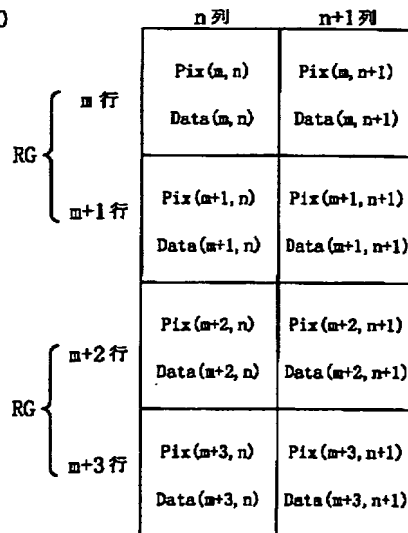 n列 n+1列
Pix(m,n) Pix(m,n+1)
m行
Data(m,n) Data(m,n+1)
RG
Pix(m+1,n) Pix(m+1,n+1)
m+1行
Data(m+1,n) Data(m+1,n+1)
Pix(m+2,n) Pix(m+2,n+1)
m+2行
Data(m+2,n) Data(m+2,n+1)
RG
Pix(m+3,n) Pix(m+3,n+1)
m+3行
Data(m+3,n) Data(m+3,n+1)